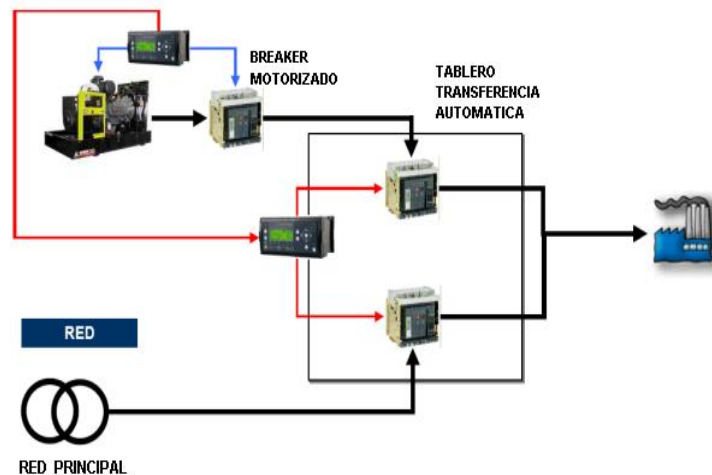 BREAKER
MOTORIZADO
TABLERO
TRANSFERENCIA
AUTOMATICA
RED
RED PRINCIPAL